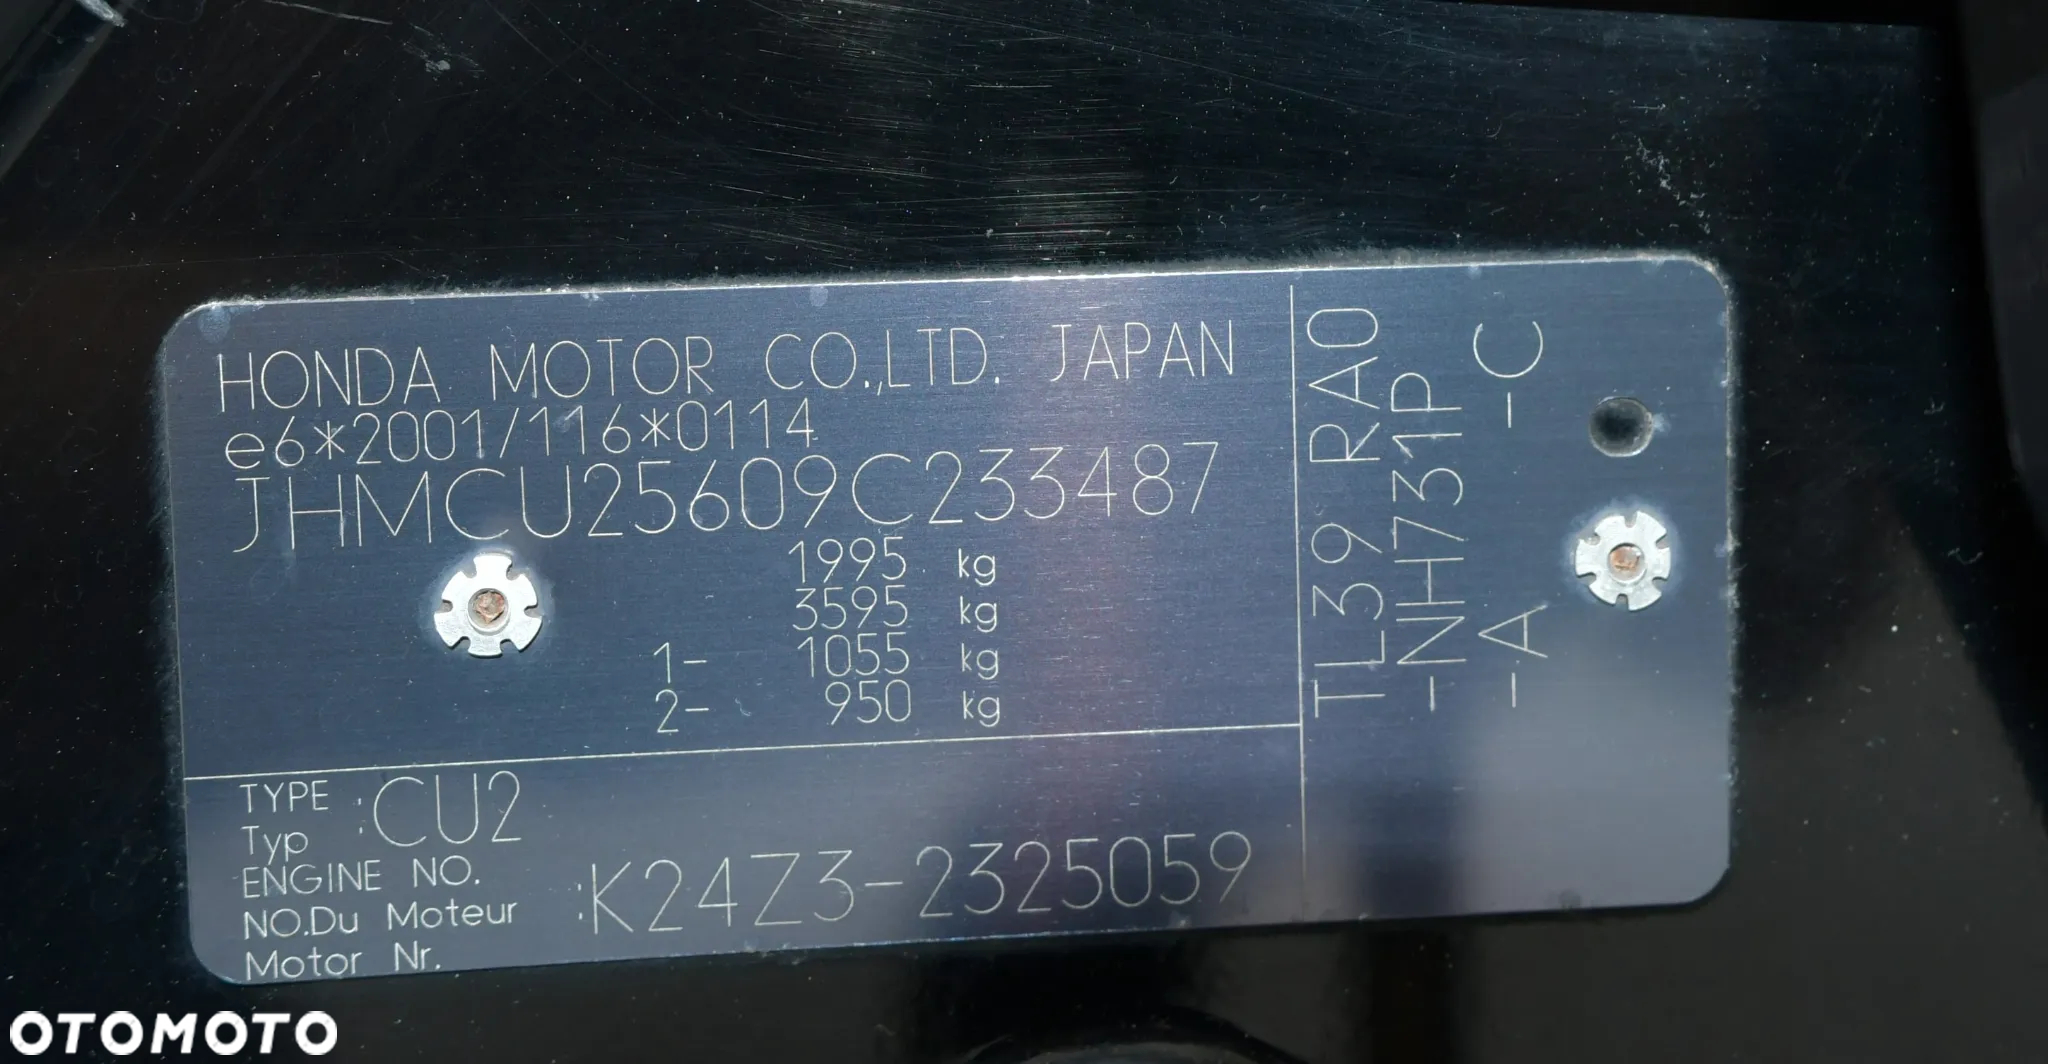 HONDA MOTOR CO.,LTD. JAPAN
e6*2001/116*0114
JHMCU25609C233487
1995 kg
3595 kg
1- 1055 kg
2- 950 kg
TYPE
Typ :CU2
ENGINE NO.
NO.Du Moteur :K24Z3-2325059
Motor Nr.
TL39 RA0
-NH731P
-A -C
OTOMOTO